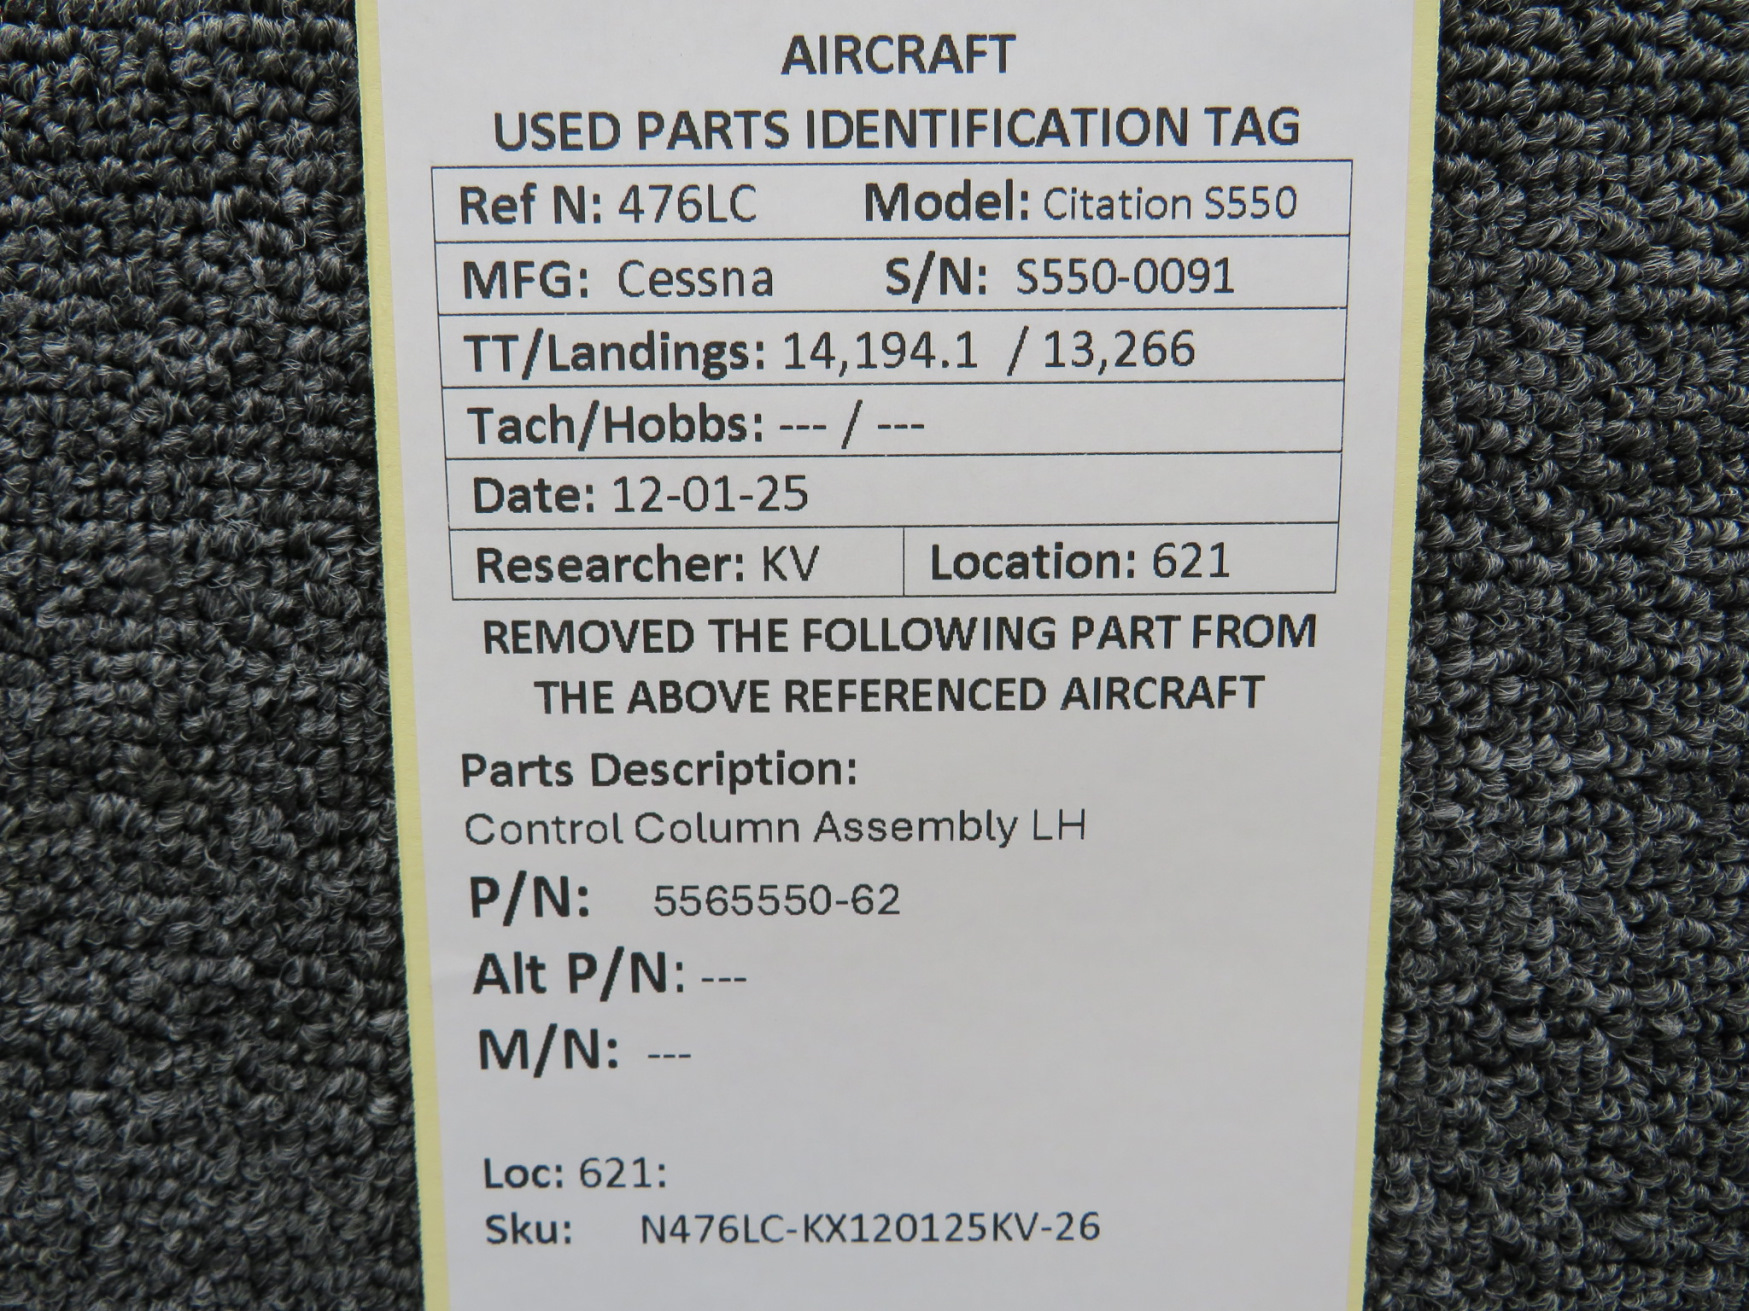 AIRCRAFT
USED PARTS IDENTIFICATION TAG
Ref N: 476LC Model: Citation S550
MFG: Cessna S/N: S550-0091
TT/Landings: 14,194.1 / 13,266
Tach/Hobbs: --- / ---
Date: 12-01-25
Researcher: KV Location: 621
REMOVED THE FOLLOWING PART FROM
THE ABOVE REFERENCED AIRCRAFT
Parts Description:
Control Column Assembly LH
P/N: 5565550-62
Alt P/N: ---
M/N: ---
Loc: 621:
Sku: N476LC-KX120125KV-26